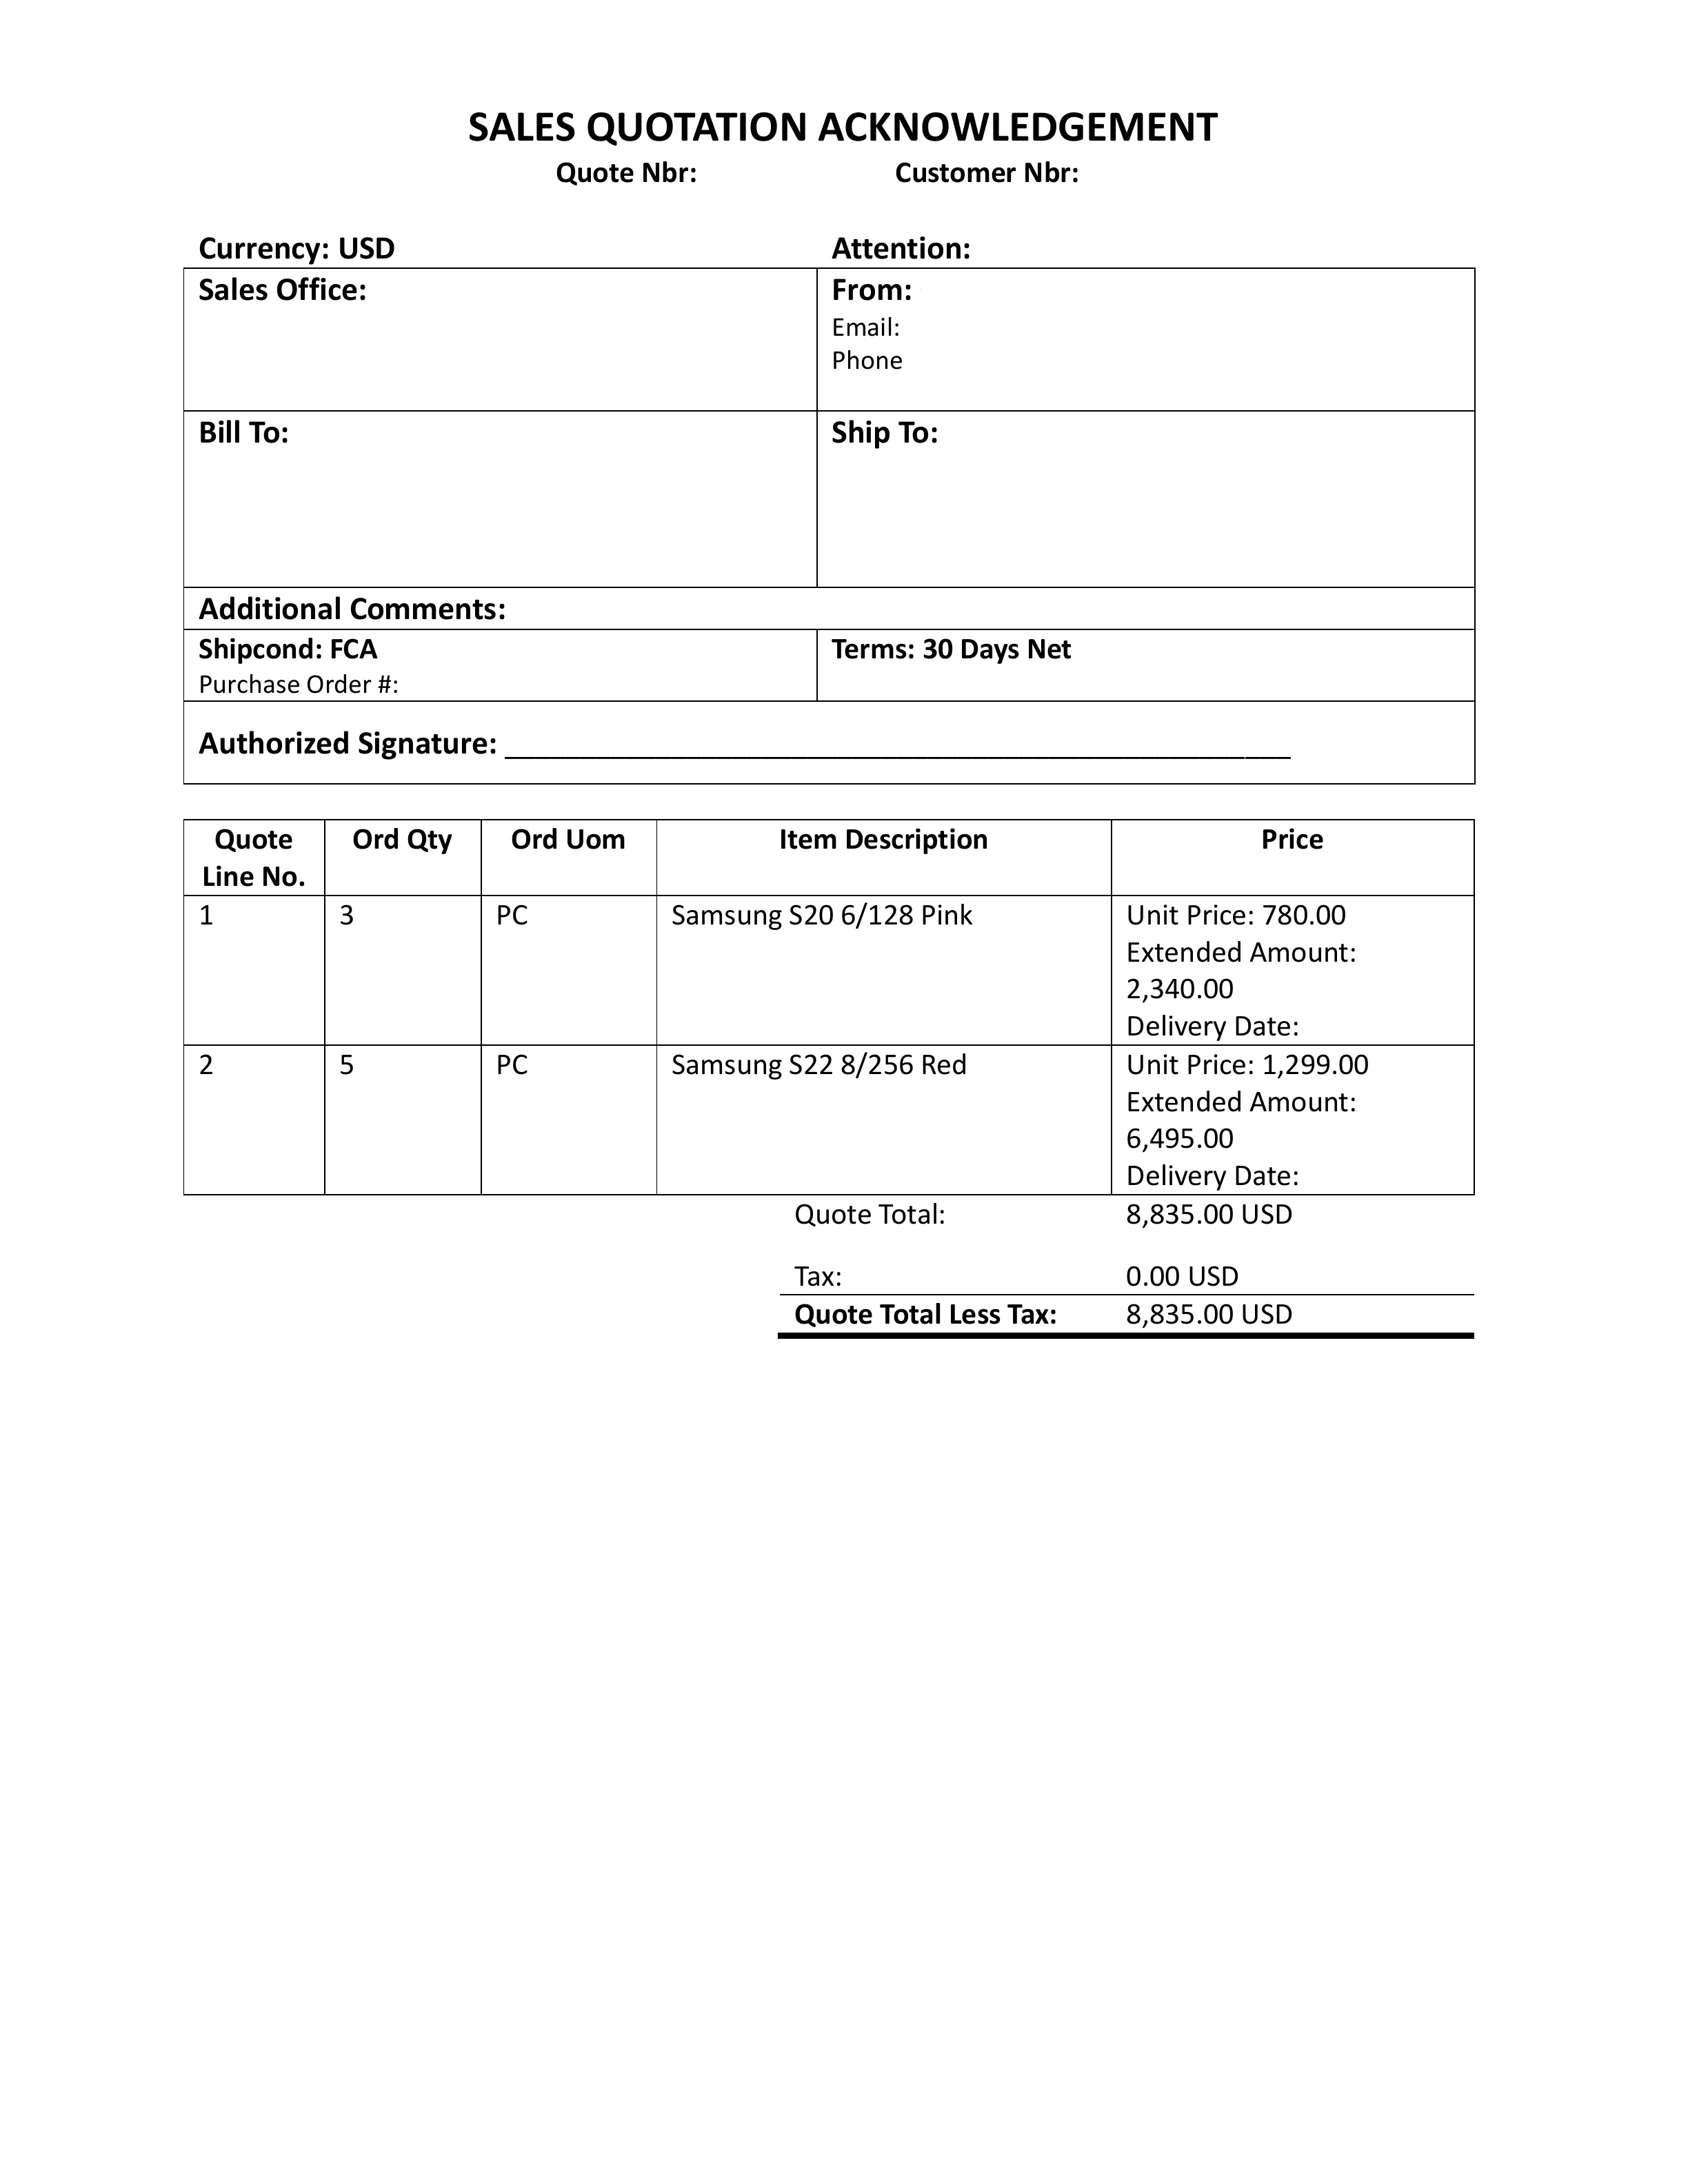 SALES QUOTATION ACKNOWLEDGEMENT
Quote Nbr: Customer Nbr:
Currency: USD Attention:
Sales Office:
From:
Email:
Phone
Bill To:
Ship To:
Additional Comments:
Shipcond: FCA
Purchase Order #:
Terms: 30 Days Net
Authorized Signature: ____________________________________________________
Quote
Line No.
Ord Qty
Ord Uom
Item Description
Price
1
3
PC
Samsung S20 6/128 Pink
Unit Price: 780.00
Extended Amount:
2,340.00
Delivery Date:
2
5
PC
Samsung S22 8/256 Red
Unit Price: 1,299.00
Extended Amount:
6,495.00
Delivery Date:
Quote Total: 8,835.00 USD
Tax: 0.00 USD
Quote Total Less Tax: 8,835.00 USD